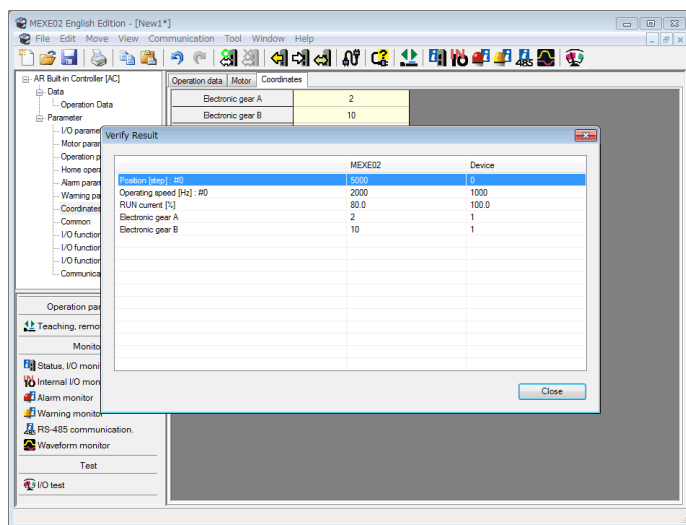 MEXE02 English Edition - [New1*]
File Edit Move View Communication Tool Window Help
AR Built-in Controller [AC]
Data
Operation Data
Parameter
I/O parame
Motor paran
Operation p
Home opera
Alarm paran
Warning pa
Coordinates
Common
I/O function
I/O function
I/O function
Communica
Operation data Motor Coordinates
Electronic gear A 2
Electronic gear B 10
Verify Result
MEXE02 Device
Position [step] : #0 5000 0
Operating speed [Hz] : #0 2000 1000
RUN current [%] 80.0 100.0
Electronic gear A 2 1
Electronic gear B 10 1
Close
Operation par
Teaching, remo
Monito
Status, I/O moni
Internal I/O mon
Alarm monitor
Warning monitor
RS-485 communication.
Waveform monitor
Test
I/O test